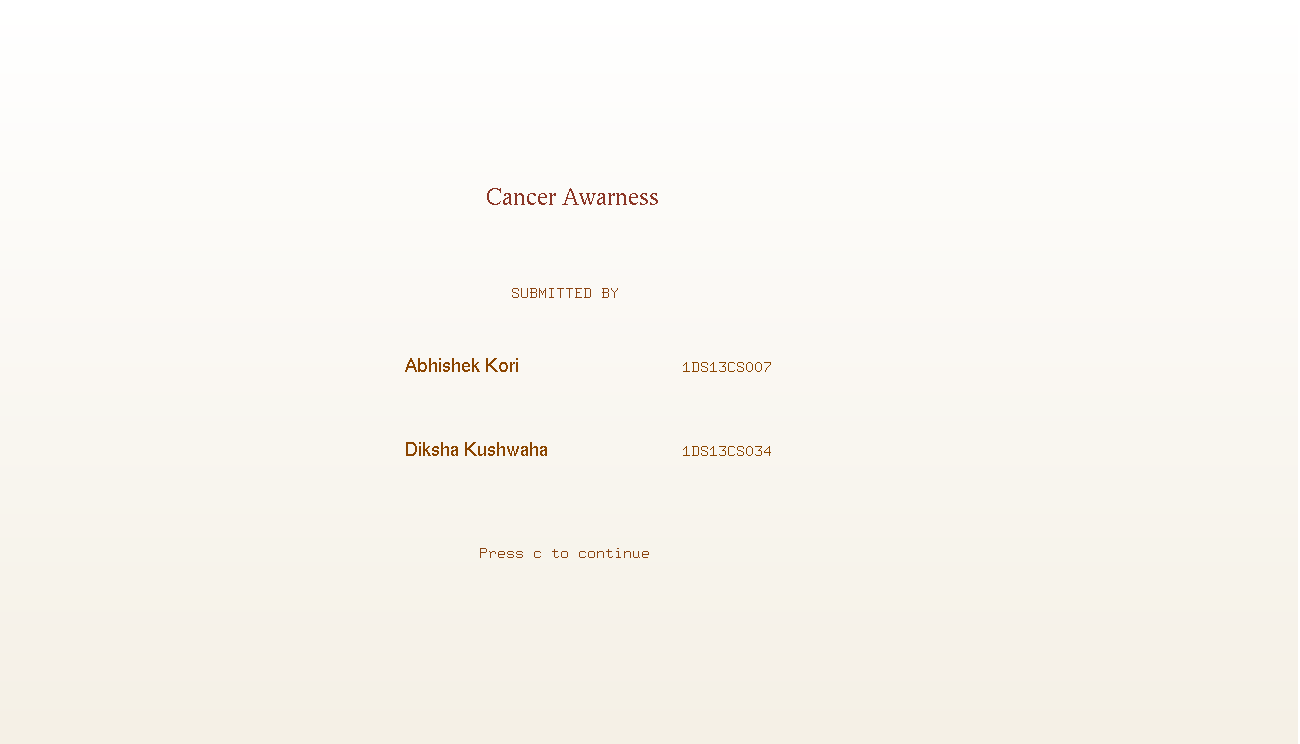 Cancer Awarness
SUBMITTED BY
Abhishek Kori 1DS13CS007
Diksha Kushwaha 1DS13CS034
Press c to continue